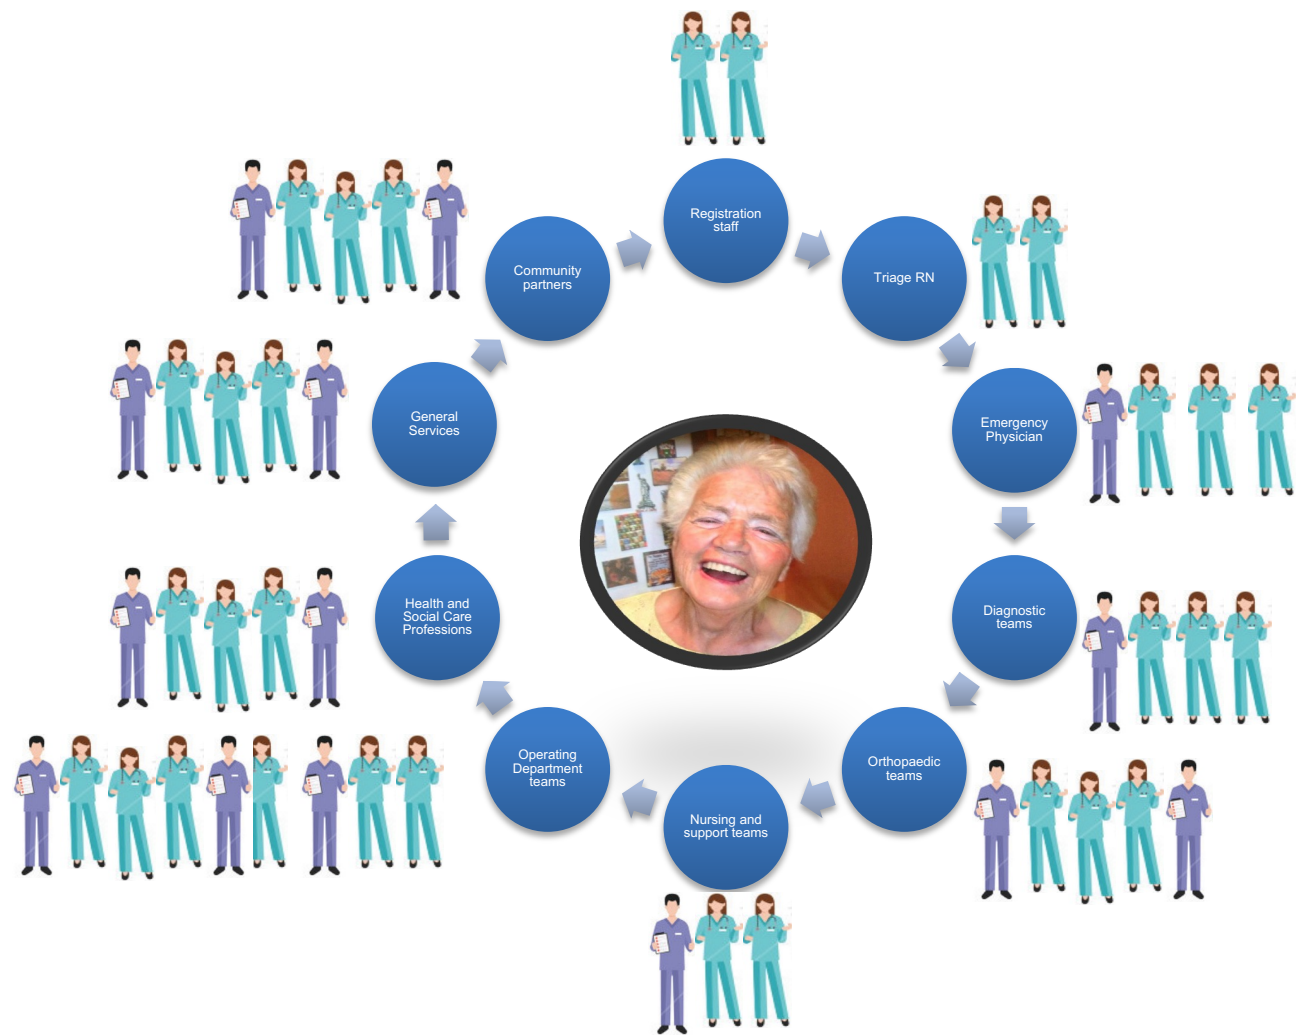 Registration
staff
Triage RN
Emergency
Physician
Diagnostic
teams
Orthopaedic
teams
Nursing and
support teams
Operating
Department
teams
Health and
Social Care
Professions
General
Services
Community
partners